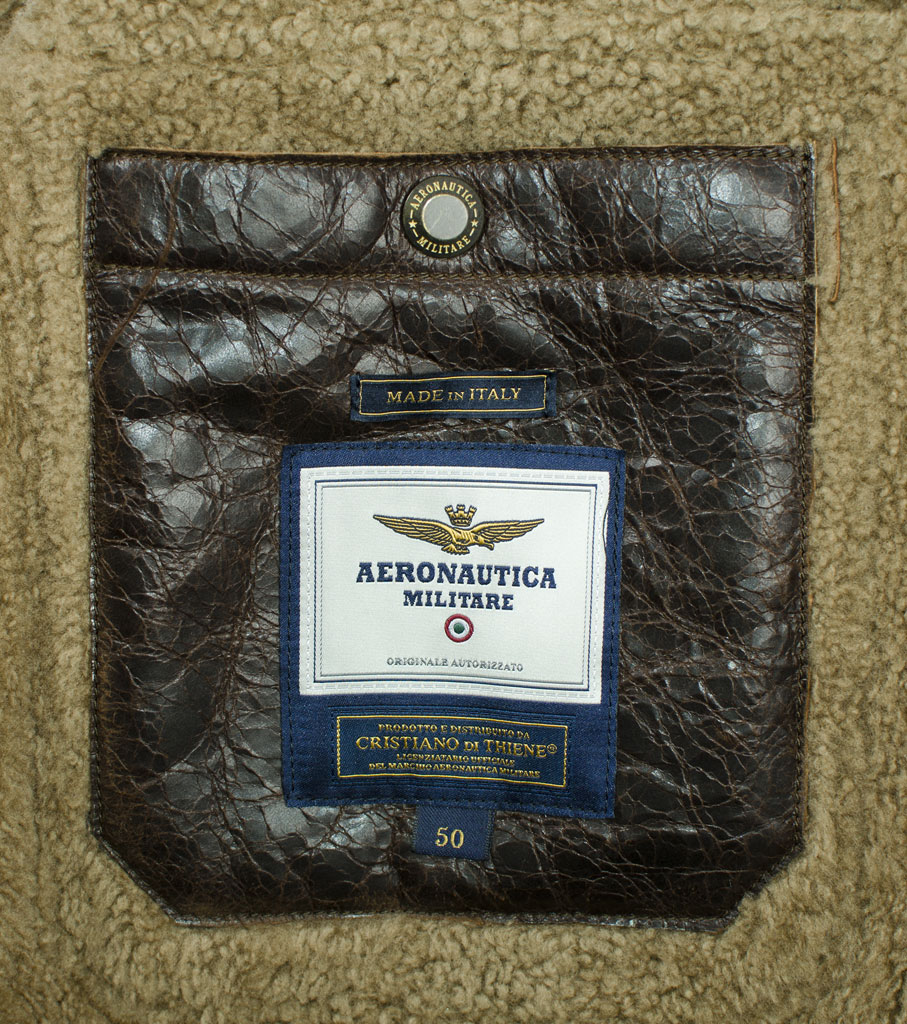 AERONAUTICA
MILITARE
MADE IN ITALY
AERONAUTICA
MILITARE
ORIGINALE AUTORIZZATO
PRODOTTO E DISTRIBUITO DA
CRISTIANO DI THIENE®
LICENZIATARIO UFFICIALE
DEL MARCHIO AERONAUTICA MILITARE
50